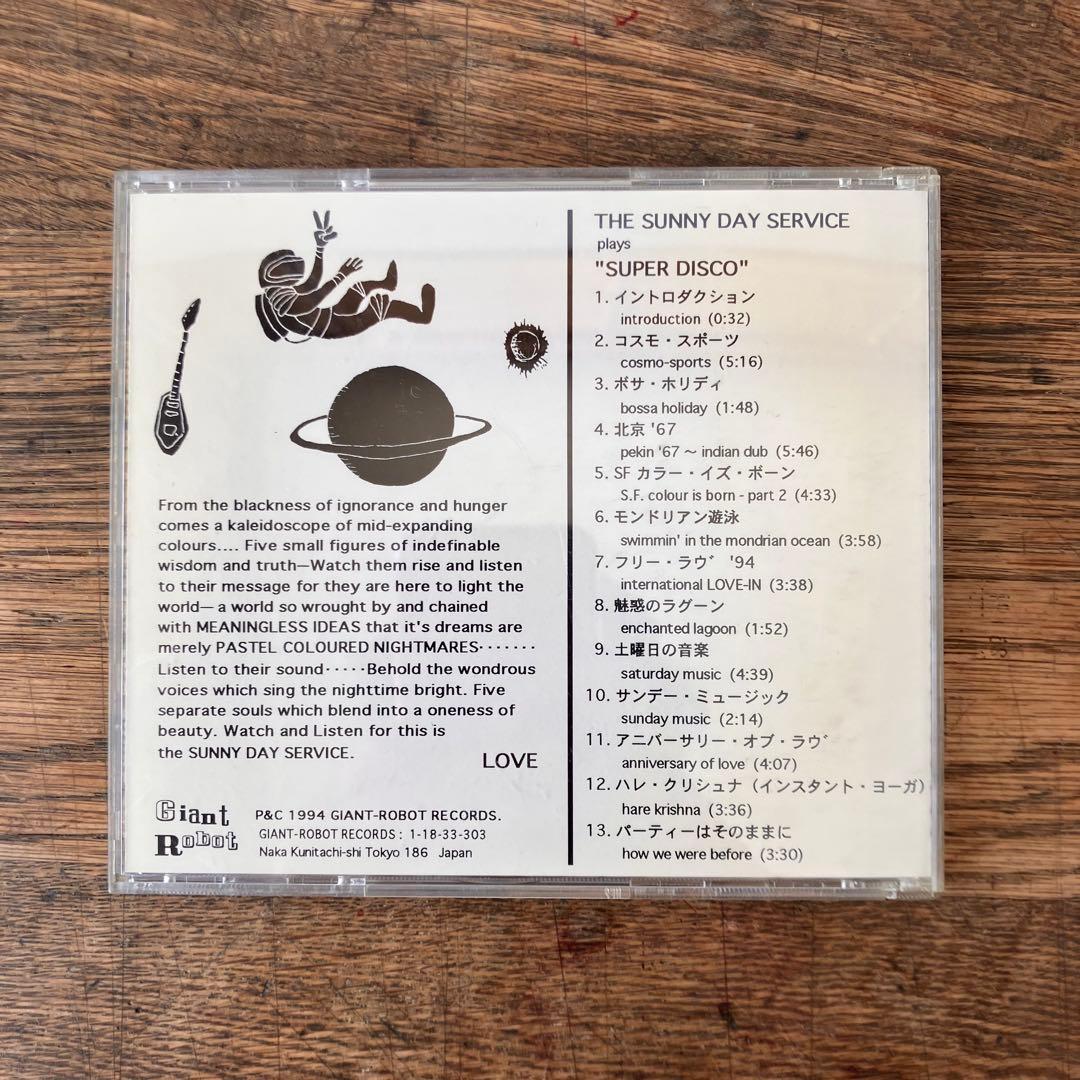 From the blackness of ignorance and hunger
comes a kaleidoscope of mid-expanding
colours.... Five small figures of indefinable
wisdom and truth—Watch them rise and listen
to their message for they are here to light the
world— a world so wrought by and chained
with MEANINGLESS IDEAS that it's dreams are
merely PASTEL COLOURED NIGHTMARES·······
Listen to their sound·····Behold the wondrous
voices which sing the nighttime bright. Five
separate souls which blend into a oneness of
beauty. Watch and Listen for this is
the SUNNY DAY SERVICE.
LOVE
Giant
Robot
P&C 1994 GIANT-ROBOT RECORDS.
GIANT-ROBOT RECORDS : 1-18-33-303
Naka Kunitachi-shi Tokyo 186 Japan
THE SUNNY DAY SERVICE
plays
"SUPER DISCO"
1. イントロダクション
introduction (0:32)
2. コスモ・スポーツ
cosmo-sports (5:16)
3. ボサ・ホリディ
bossa holiday (1:48)
4. 北京 '67
pekin '67 ～ indian dub (5:46)
5. SF カラー・イズ・ボーン
S.F. colour is born - part 2 (4:33)
6. モンドリアン遊泳
swimmin' in the mondrian ocean (3:58)
7. フリー・ラヴ '94
international LOVE-IN (3:38)
8. 魅惑のラグーン
enchanted lagoon (1:52)
9. 土曜日の音楽
saturday music (4:39)
10. サンデー・ミュージック
sunday music (2:14)
11. アニバーサリー・オブ・ラヴ
anniversary of love (4:07)
12. ハレ・クリシュナ（インスタント・ヨーガ）
hare krishna (3:36)
13. パーティーはそのままに
how we were before (3:30)